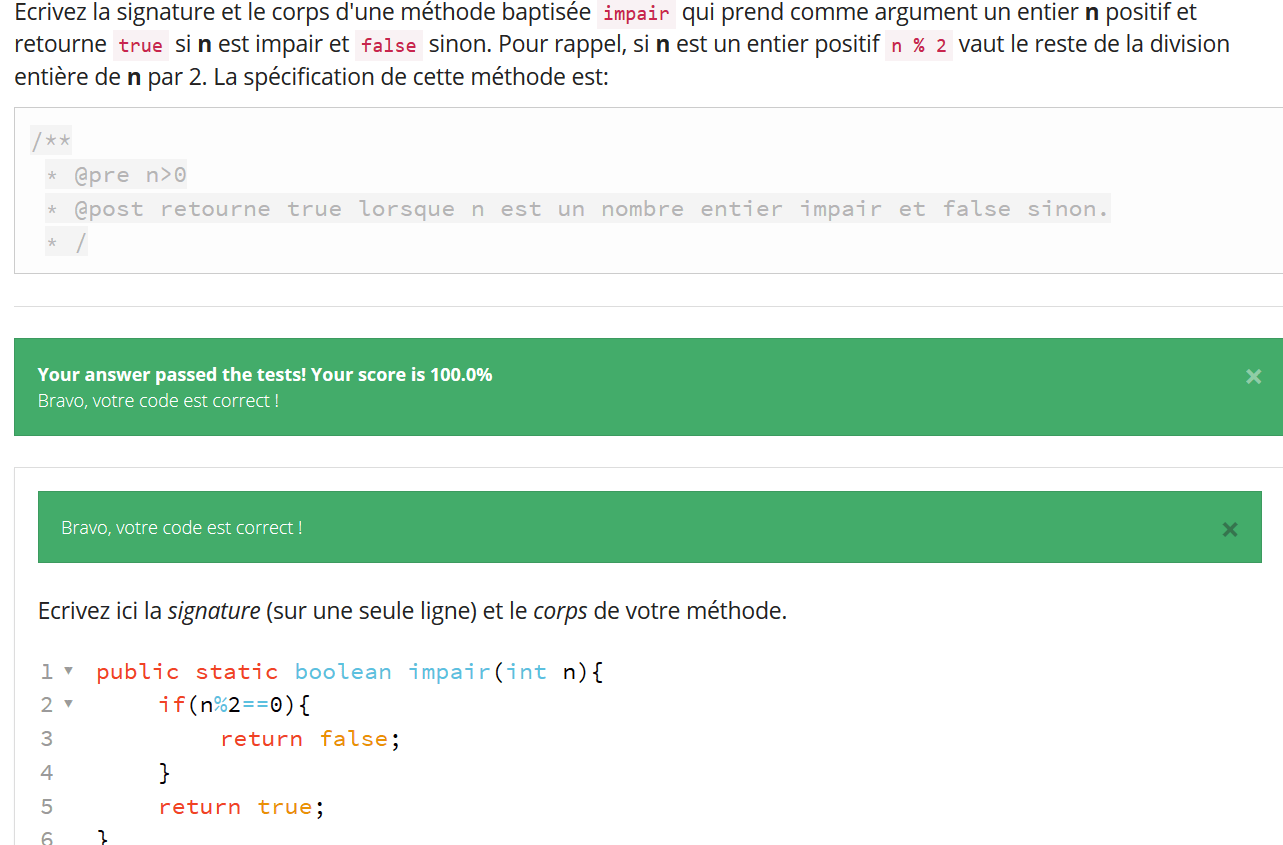 Ecrivez la signature et le corps d'une méthode baptisée impair qui prend comme argument un entier n positif et
retourne true si n est impair et false sinon. Pour rappel, si n est un entier positif n % 2 vaut le reste de la division
entière de n par 2. La spécification de cette méthode est:
/**
* @pre n>0
* @post retourne true lorsque n est un nombre entier impair et false sinon.
* /
Your answer passed the tests! Your score is 100.0%
Bravo, votre code est correct !
Bravo, votre code est correct !
Ecrivez ici la signature (sur une seule ligne) et le corps de votre méthode.
1 public static boolean impair(int n){
2 if(n%2==0){
3 return false;
4 }
5 return true;
6 }